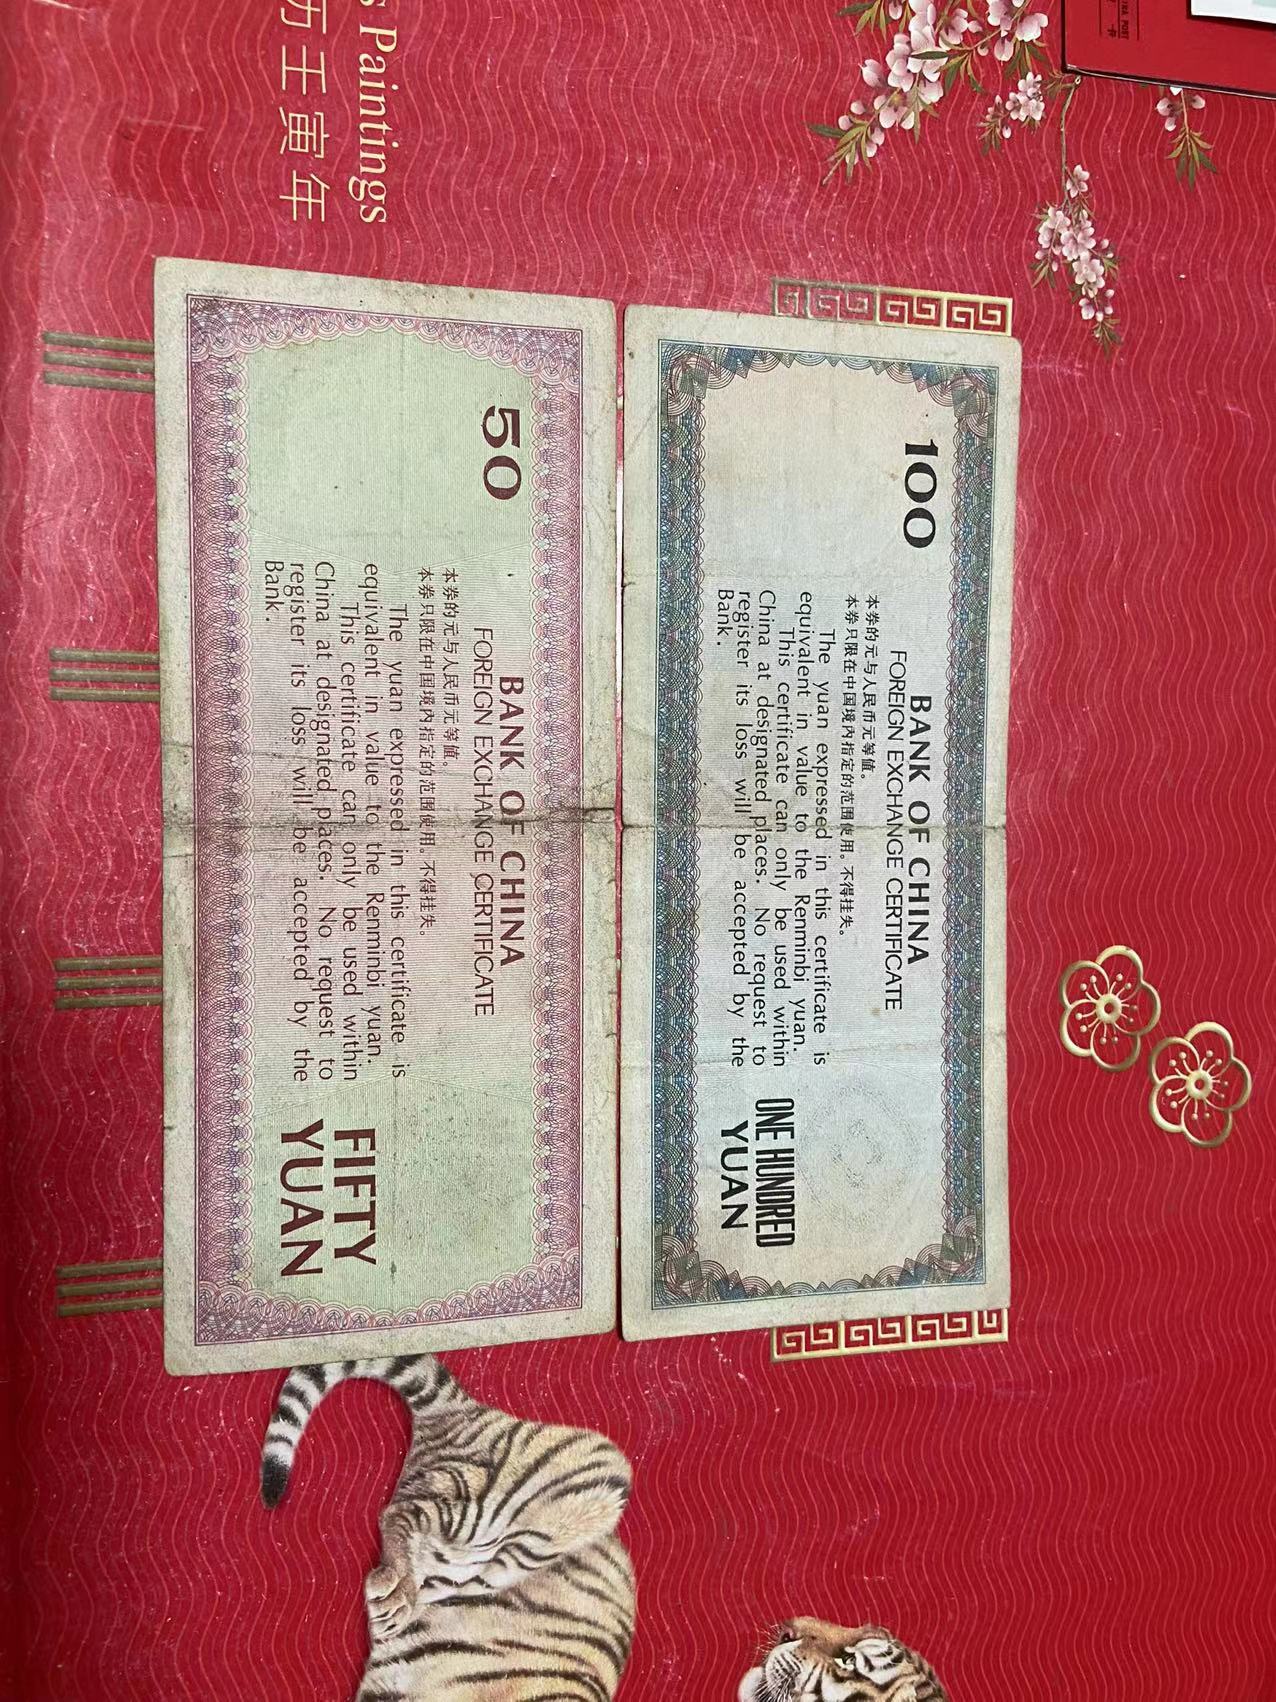 s Paintings
万壬寅年
CHINA POST
卡
100
BANK OF CHINA
FOREIGN EXCHANGE CERTIFICATE
本券的元与人民币元等值。
本券只限在中国境内指定的范围使用。不得挂失。
The yuan expressed in this certificate is
equivalent in value to the Renminbi yuan.
This certificate can only be used within
China at designated places. No request to
register its loss will be accepted by the
Bank.
ONE HUNDRED
YUAN
50
BANK OF CHINA
FOREIGN EXCHANGE CERTIFICATE
本券的元与人民币元等值。
本券只限在中国境内指定的范围使用。不得挂失。
The yuan expressed in this certificate is
equivalent in value to the Renminbi yuan.
This certificate can only be used within
China at designated places. No request to
register its loss will be accepted by the
Bank.
FIFTY
YUAN